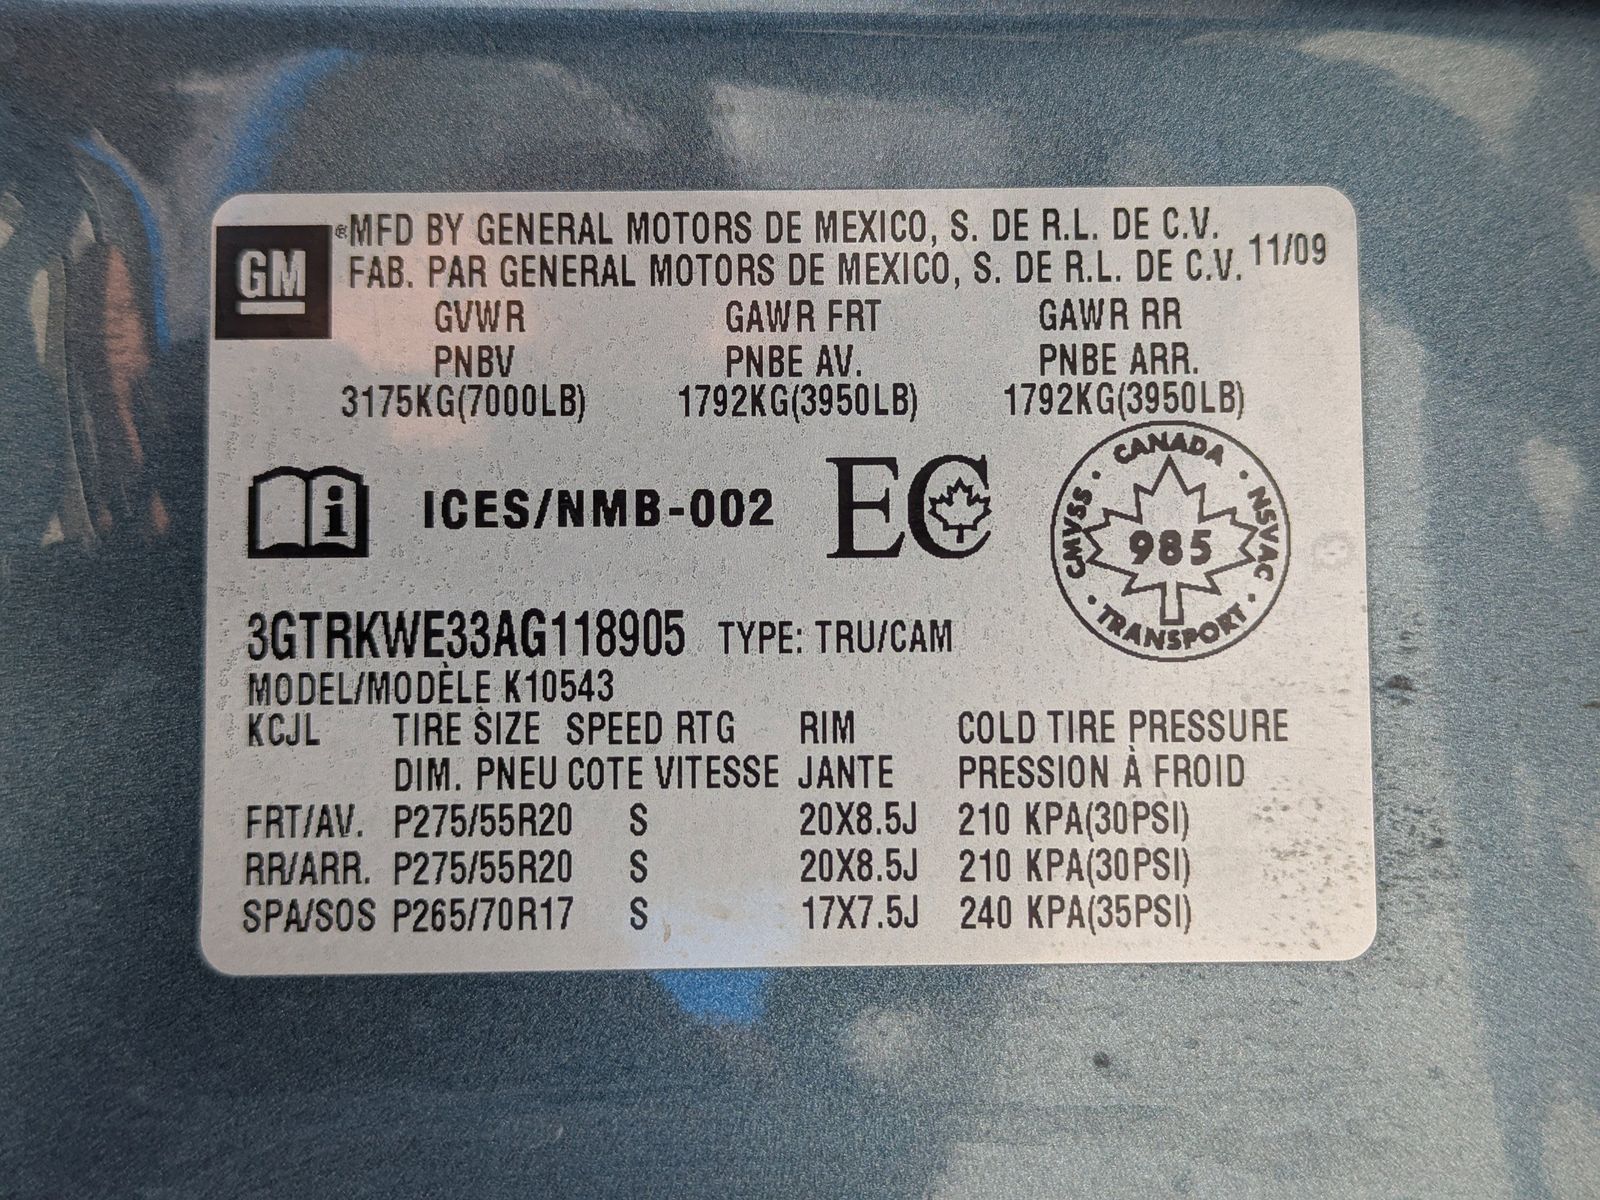 GM
®MFD BY GENERAL MOTORS DE MEXICO, S. DE R.L. DE C.V.
FAB. PAR GENERAL MOTORS DE MEXICO, S. DE R.L. DE C.V. 11/09
GVWR GAWR FRT GAWR RR
PNBV PNBE AV. PNBE ARR.
3175KG(7000LB) 1792KG(3950LB) 1792KG(3950LB)
i ICES/NMB-002 EC
CANADA
CMVSS · NSVAC
985
TRANSPORT
3GTRKWE33AG118905 TYPE: TRU/CAM
MODEL/MODÈLE K10543
KCJL TIRE SIZE SPEED RTG RIM COLD TIRE PRESSURE
DIM. PNEU COTE VITESSE JANTE PRESSION À FROID
FRT/AV. P275/55R20 S 20X8.5J 210 KPA(30PSI)
RR/ARR. P275/55R20 S 20X8.5J 210 KPA(30PSI)
SPA/SOS P265/70R17 S 17X7.5J 240 KPA(35PSI)